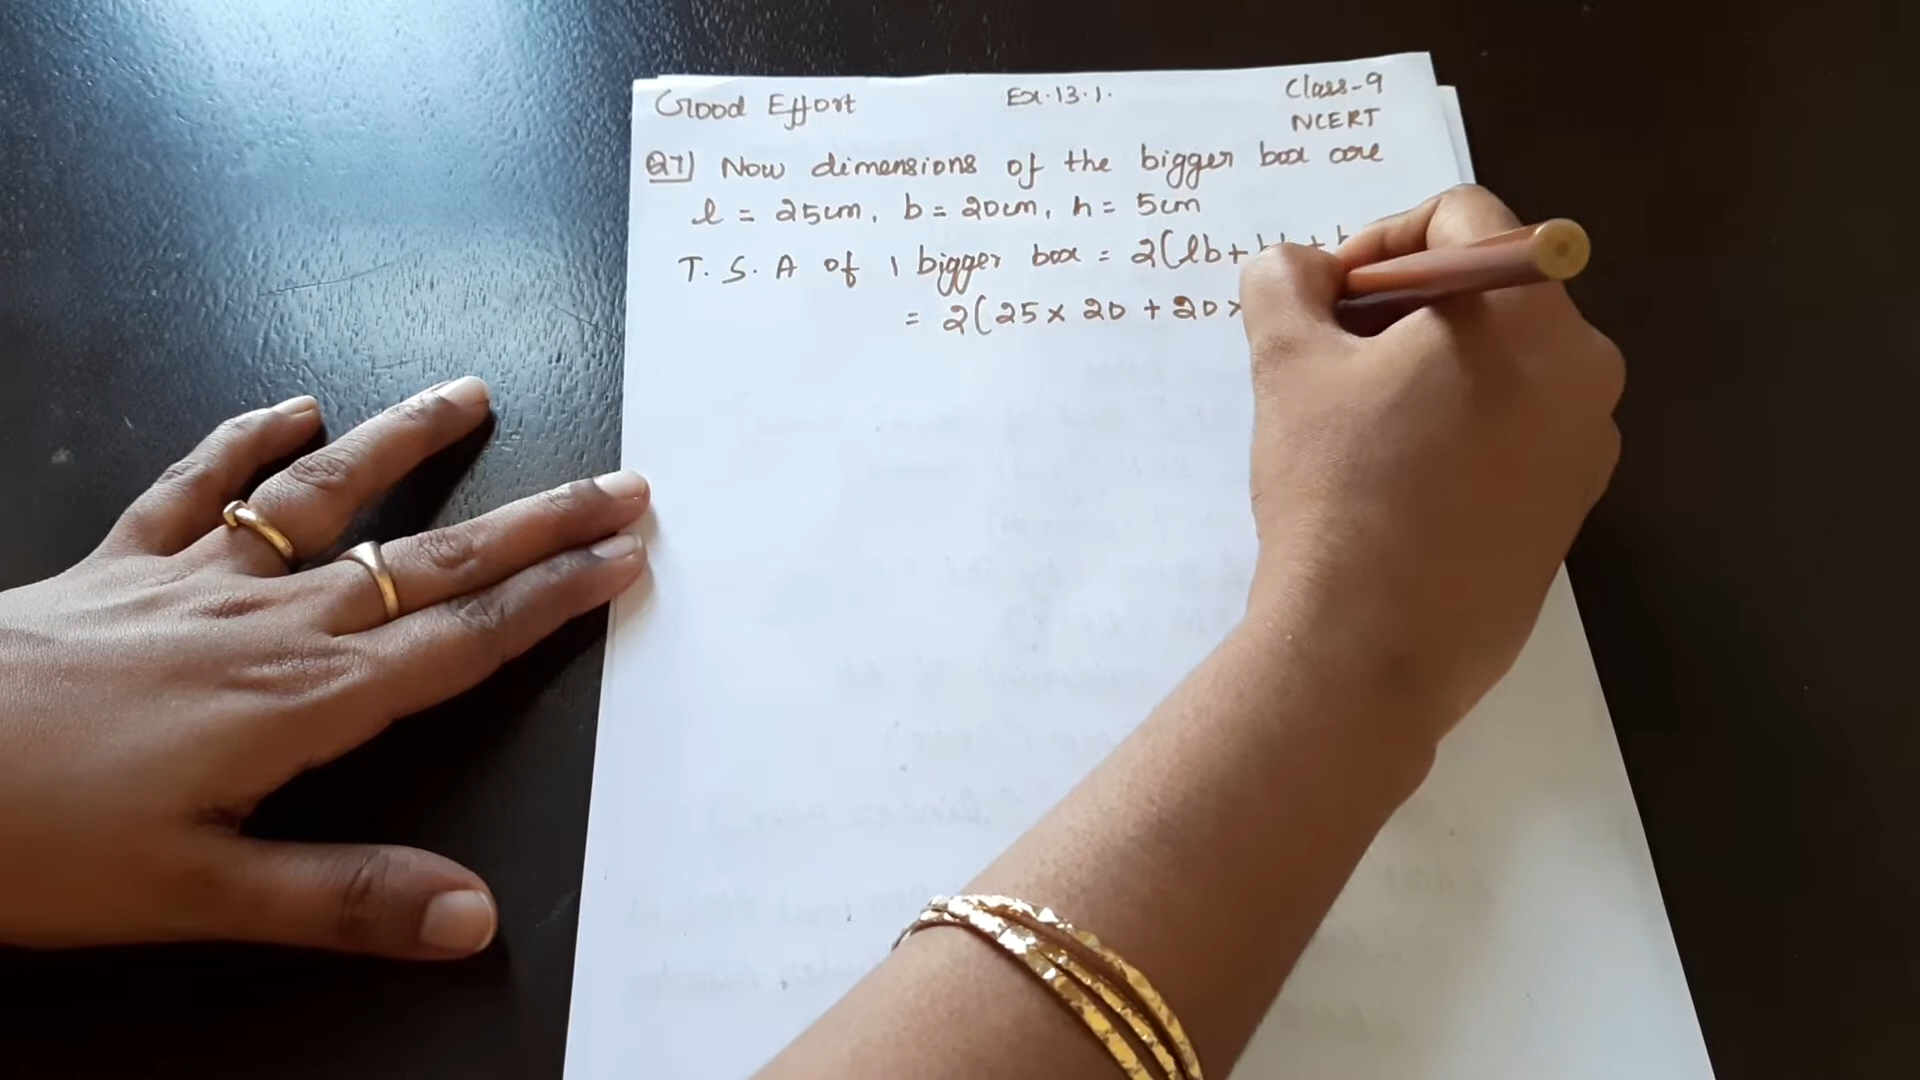 Good Effort Ex.13.1. Class-9
NCERT
Q7) Now dimensions of the bigger box are
l = 25cm, b = 20cm, h = 5cm
T. S. A of 1 bigger box = 2(lb+
= 2(25 × 20 + 20 ×